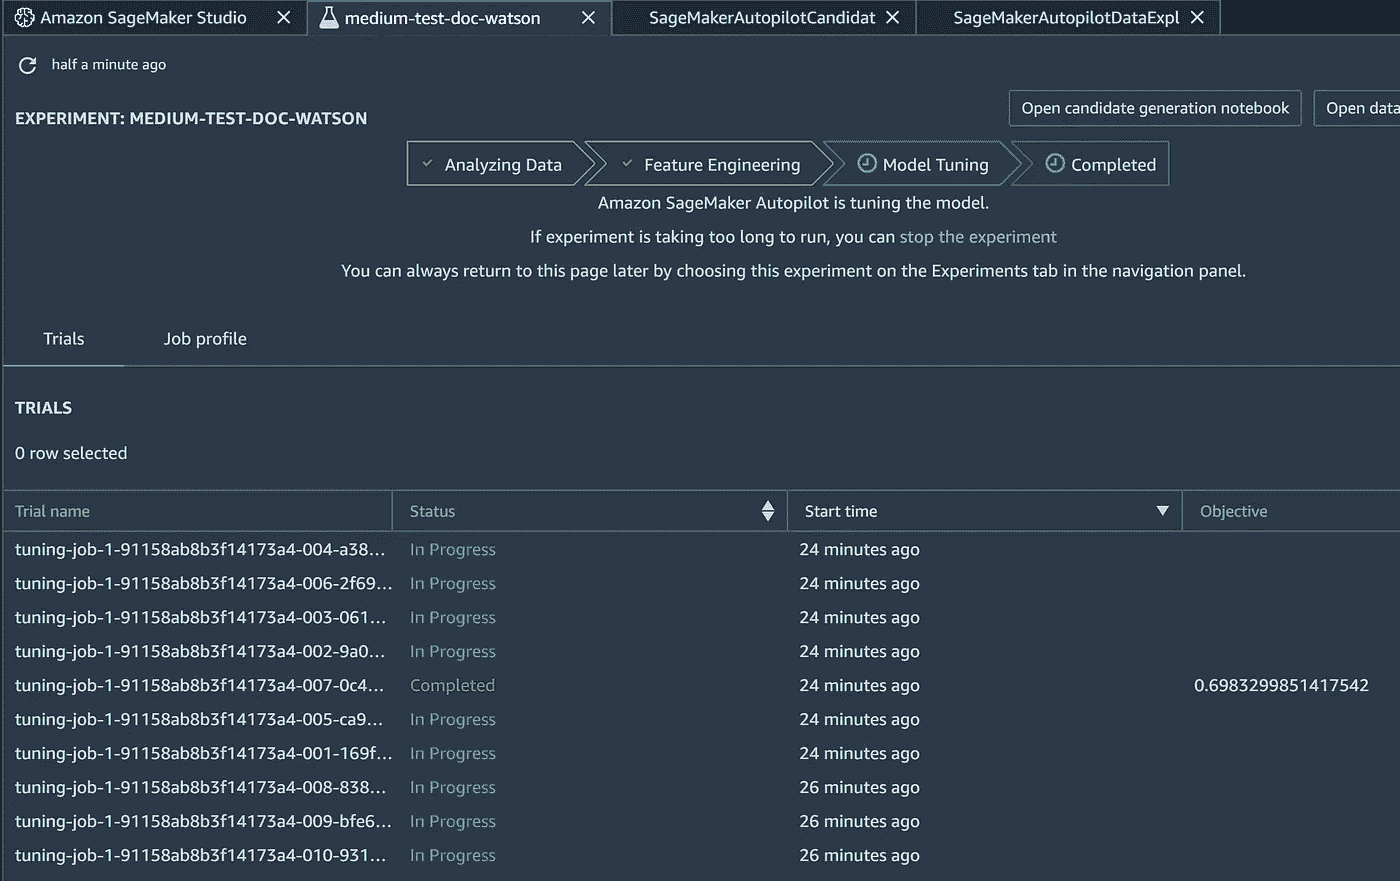 Amazon SageMaker Studio
medium-test-doc-watson
SageMakerAutopilotCandidat
SageMakerAutopilotDataExpl
half a minute ago
EXPERIMENT: MEDIUM-TEST-DOC-WATSON
Open candidate generation notebook
Open data
Analyzing Data
Feature Engineering
Model Tuning
Completed
Amazon SageMaker Autopilot is tuning the model.
If experiment is taking too long to run, you can stop the experiment
You can always return to this page later by choosing this experiment on the Experiments tab in the navigation panel.
Trials
Job profile
TRIALS
0 row selected
Trial name Status Start time Objective
tuning-job-1-91158ab8b3f14173a4-004-a38... In Progress 24 minutes ago
tuning-job-1-91158ab8b3f14173a4-006-2f69... In Progress 24 minutes ago
tuning-job-1-91158ab8b3f14173a4-003-061... In Progress 24 minutes ago
tuning-job-1-91158ab8b3f14173a4-002-9a0... In Progress 24 minutes ago
tuning-job-1-91158ab8b3f14173a4-007-0c4... Completed 24 minutes ago 0.6983299851417542
tuning-job-1-91158ab8b3f14173a4-005-ca9... In Progress 24 minutes ago
tuning-job-1-91158ab8b3f14173a4-001-169f... In Progress 24 minutes ago
tuning-job-1-91158ab8b3f14173a4-008-838... In Progress 26 minutes ago
tuning-job-1-91158ab8b3f14173a4-009-bfe6... In Progress 26 minutes ago
tuning-job-1-91158ab8b3f14173a4-010-931... In Progress 26 minutes ago